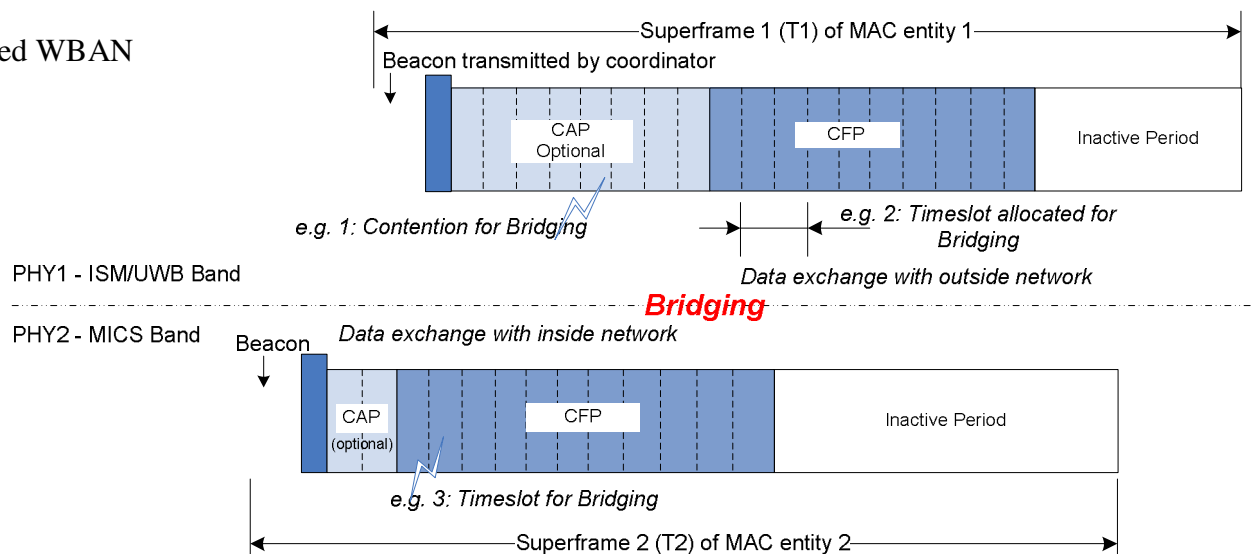 Superframe 1 (T1) of MAC entity 1
ed WBAN
Beacon transmitted by coordinator
CAP
Optional
CFP
Inactive Period
e.g. 1: Contention for Bridging
e.g. 2: Timeslot allocated for
Bridging
PHY1 - ISM/UWB Band
Data exchange with outside network
Bridging
PHY2 - MICS Band
Data exchange with inside network
Beacon
CAP
(optional)
CFP
Inactive Period
e.g. 3: Timeslot for Bridging
Superframe 2 (T2) of MAC entity 2